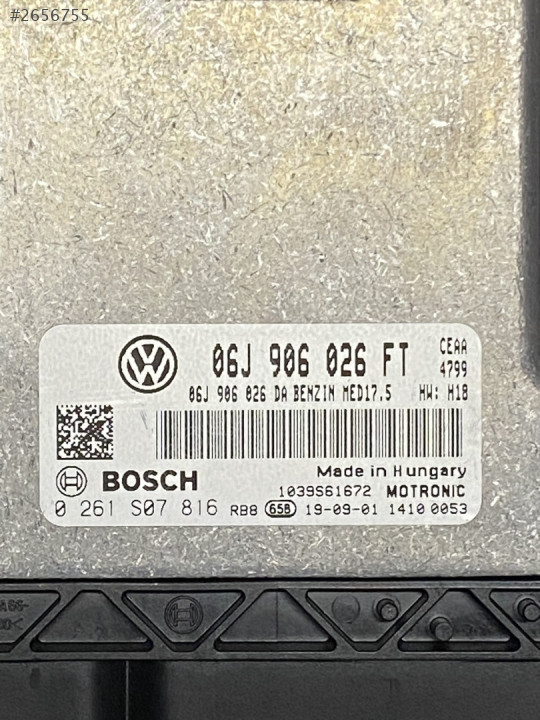 #2656755
06J 906 026 FT
CEAA
4799
06J 906 026 DA BENZIN MED17.5 HW: H18
BOSCH
Made in Hungary
1039S61672 MOTRONIC
0 261 S07 816 RB8 658 19-09-01 1410 0053